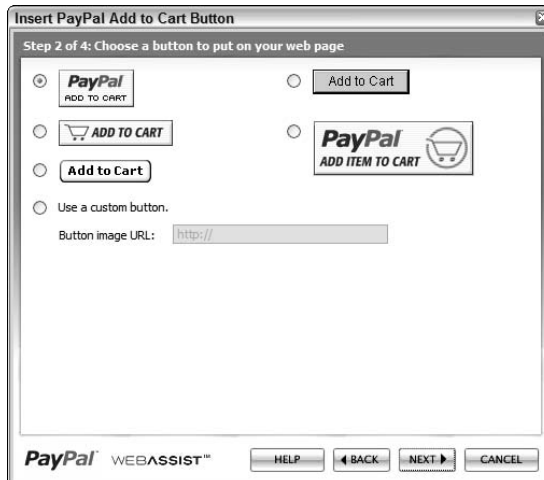 Insert PayPal Add to Cart Button
Step 2 of 4: Choose a button to put on your web page
PayPal
ADD TO CART
Add to Cart
ADD TO CART
PayPal
ADD ITEM TO CART
Add to Cart
Use a custom button.
Button image URL: http://
PayPal WEBASSIST™ HELP BACK NEXT CANCEL